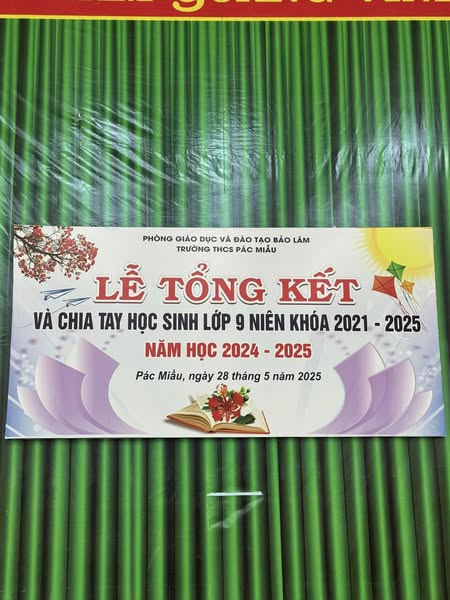 PHÒNG GIÁO DỤC VÀ ĐÀO TẠO BẢO LÂM
TRƯỜNG THCS PÁC MIẦU
LỄ TỔNG KẾT
VÀ CHIA TAY HỌC SINH LỚP 9 NIÊN KHÓA 2021 - 2025
NĂM HỌC 2024 - 2025
Pác Miầu, ngày 28 tháng 5 năm 2025